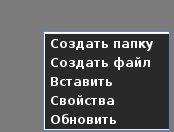 Создать папку
Создать файл
Вставить
Свойства
Обновить